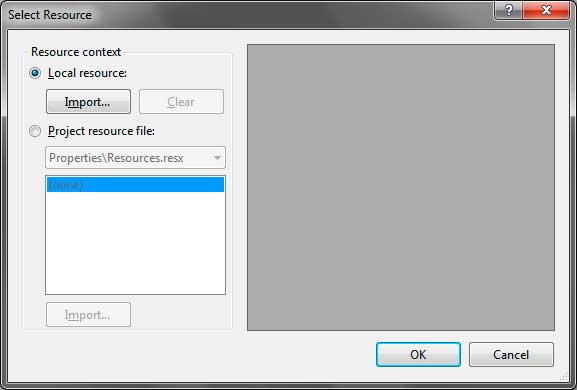 Select Resource
Resource context
Local resource:
Import... Clear
Project resource file:
Properties\Resources.resx
(none)
Import...
OK Cancel